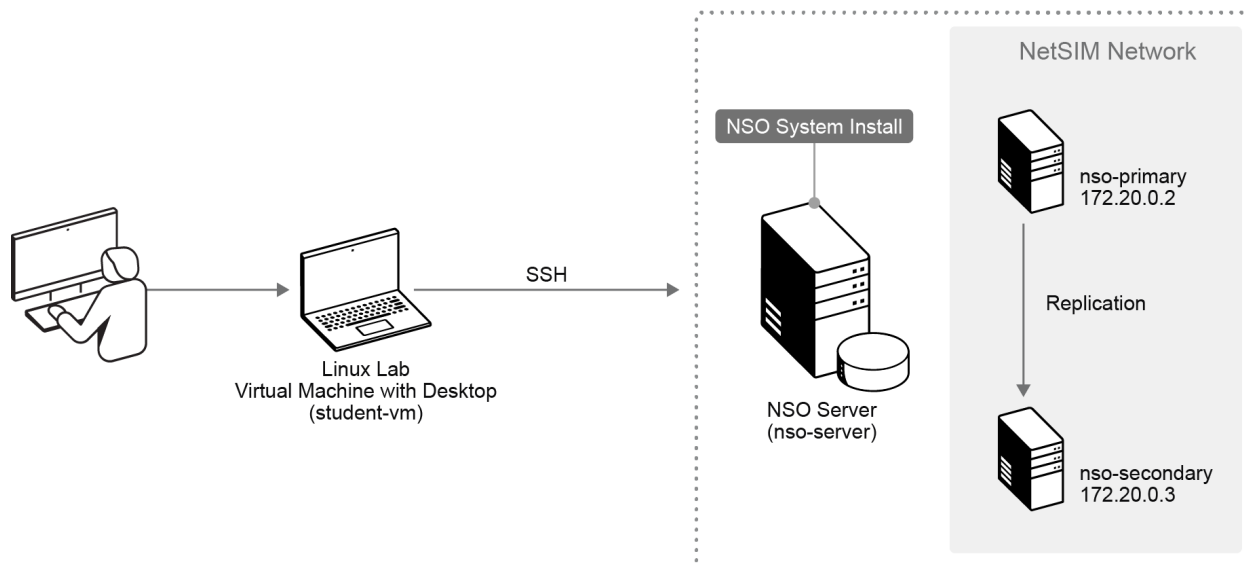 NetSIM Network
NSO System Install
nso-primary
172.20.0.2
SSH
Replication
Linux Lab
Virtual Machine with Desktop
(student-vm)
NSO Server
(nso-server)
nso-secondary
172.20.0.3